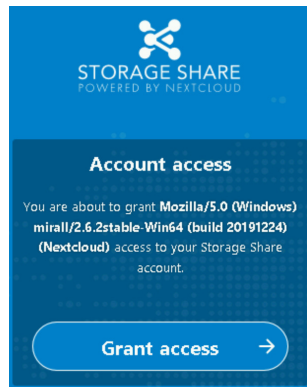 STORAGE SHARE
POWERED BY NEXTCLOUD
Account access
You are about to grant Mozilla/5.0 (Windows)
mirall/2.6.2stable-Win64 (build 20191224)
(Nextcloud) access to your Storage Share
account.
Grant access